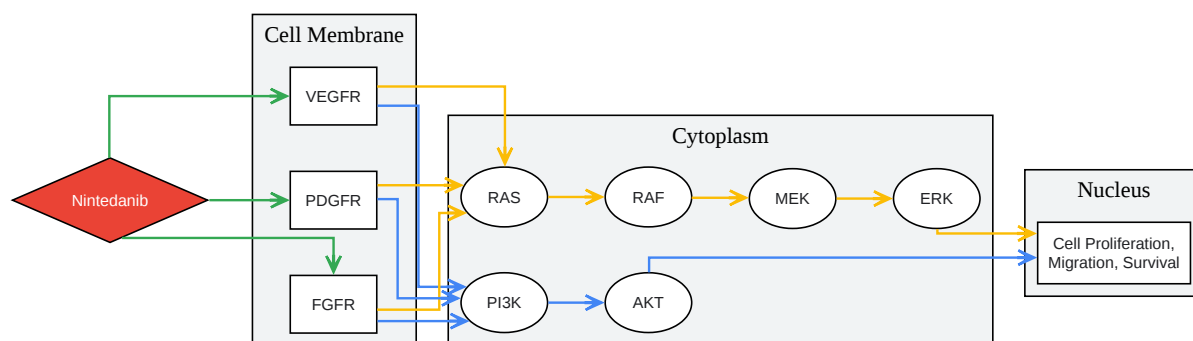 Cell Membrane
VEGFR
Cytoplasm
Nintedanib
PDGFR
RAS
RAF
MEK
ERK
Nucleus
Cell Proliferation,
Migration, Survival
FGFR
PI3K
AKT